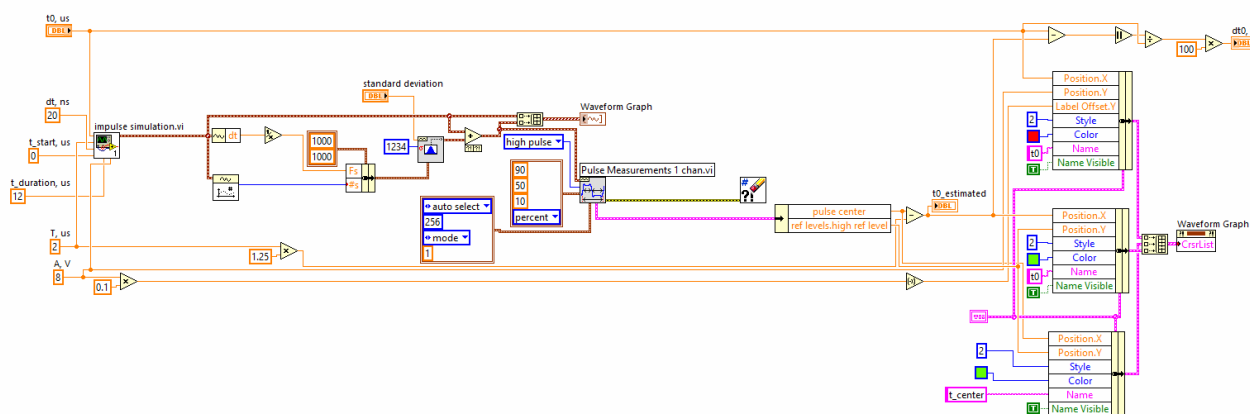 t0, us
DBL
dt, ns
20
t_start, us
0
t_duration, us
12
T, us
2
A, V
8
0.1
1.25
impulse simulation.vi
1
dt
1000
1000
Fs
#s
standard deviation
DBL
1234
auto select
256
mode
1
high pulse
90
50
10
percent
Waveform Graph
Pulse Measurements 1 chan.vi
#
?!
pulse center
ref levels.high ref level
t0_estimated
DBL
100
dt0,
DBL
Position.X
Position.Y
Label Offset.Y
Style
Color
Name
Name Visible
2
t0
T
Position.X
Position.Y
Style
Color
Name
Name Visible
2
t0
T
Position.X
Position.Y
Style
Color
Name
Name Visible
2
t_center
T
Waveform Graph
CrsrList